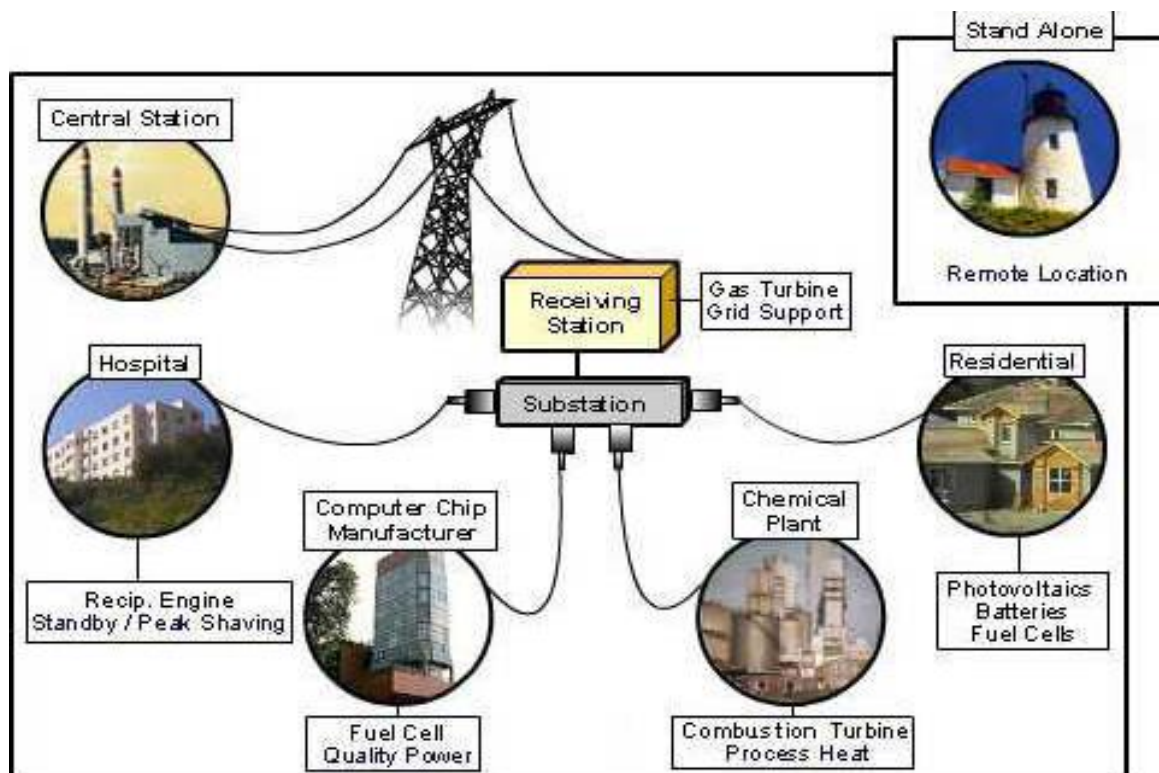 Stand Alone
Central Station
Remote Location
Receiving
Station
Gas Turbine
Grid Support
Hospital
Substation
Residential
Computer Chip
Manufacturer
Chemical
Plant
Recip. Engine
Standby / Peak Shaving
Photovoltaics
Batteries
Fuel Cells
Fuel Cell
Quality Power
Combustion Turbine
Process Heat